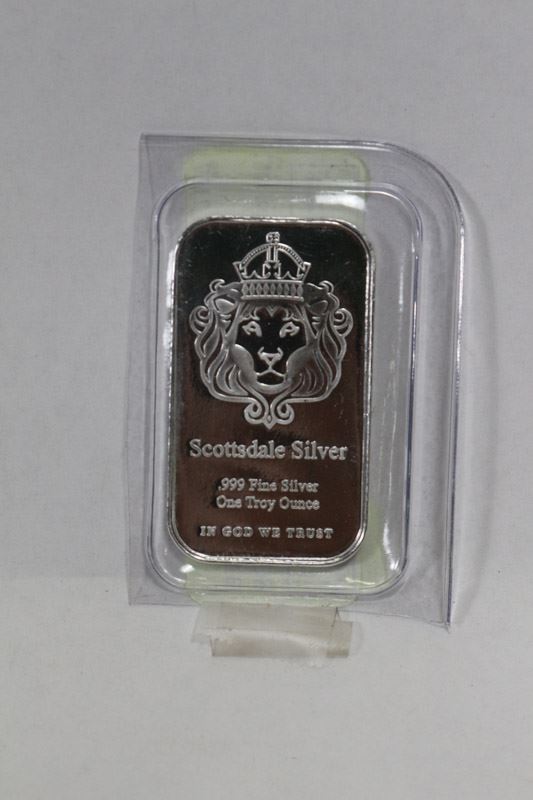 Scottsdale Silver
.999 Fine Silver
One Troy Ounce
IN GOD WE TRUST